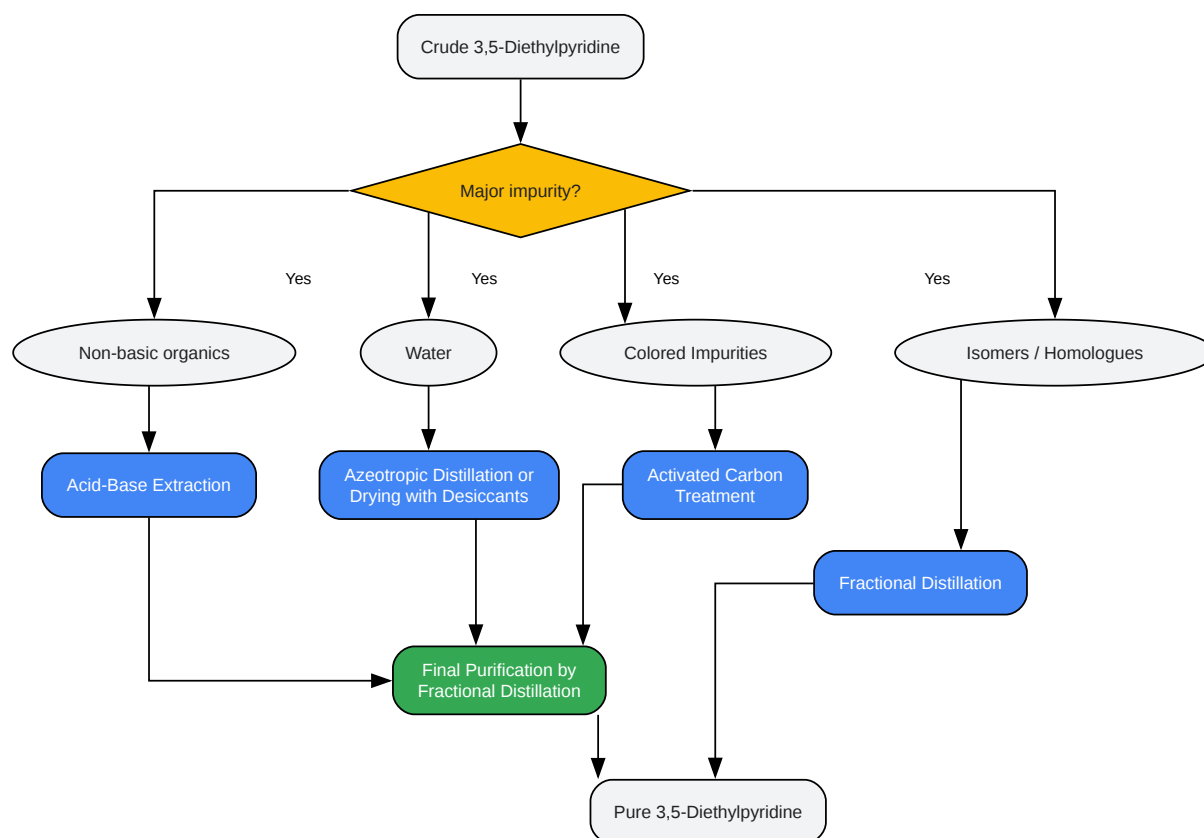 Crude 3,5-Diethylpyridine
Major impurity?
Yes
Yes
Yes
Yes
Non-basic organics
Water
Colored Impurities
Isomers / Homologues
Acid-Base Extraction
Azeotropic Distillation or
Drying with Desiccants
Activated Carbon
Treatment
Fractional Distillation
Final Purification by
Fractional Distillation
Pure 3,5-Diethylpyridine